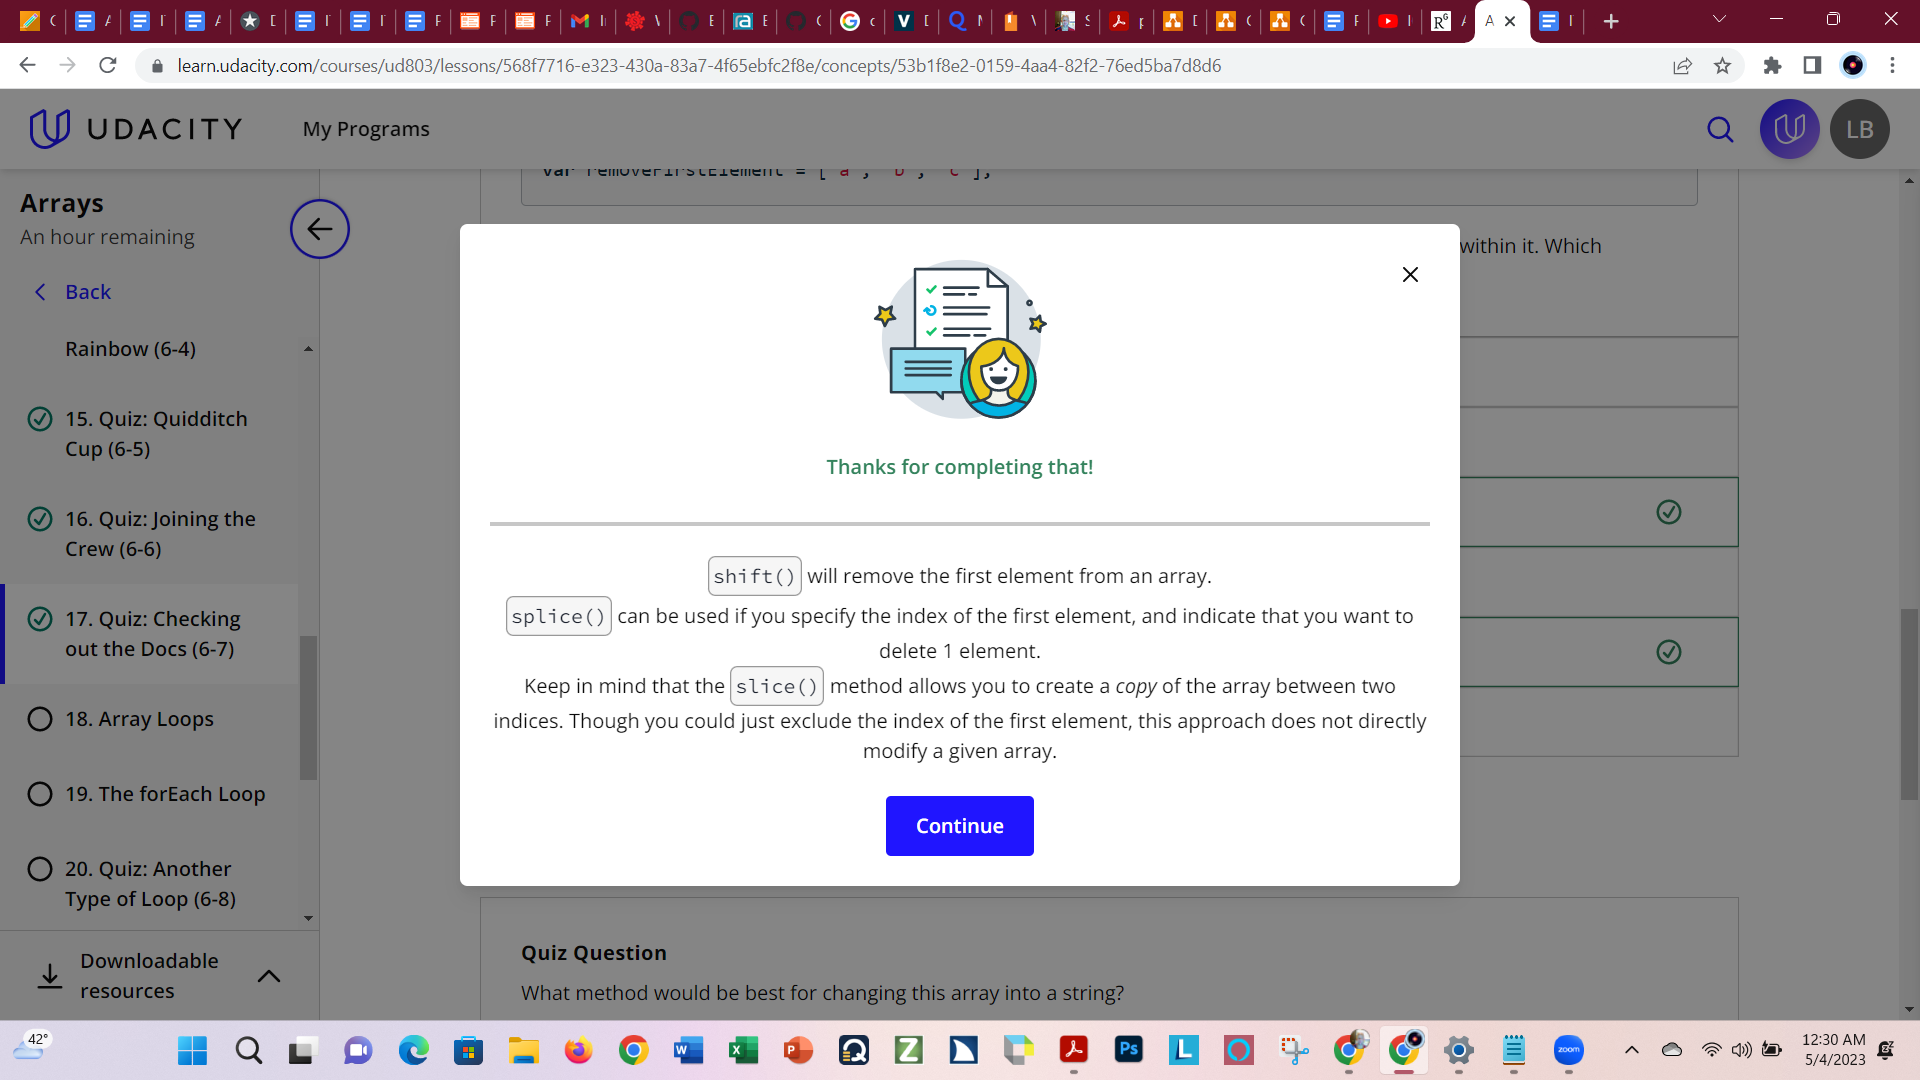 learn.udacity.com/courses/ud803/lessons/568f7716-e323-430a-83a7-4f65ebfc2f8e/concepts/53b1f8e2-0159-4aa4-82f2-76ed5ba7d8d6
UDACITY
My Programs
LB
var removeFirstElement = ['a', 'b', 'c'];
Arrays
An hour remaining
Back
within it. Which
Rainbow (6-4)
15. Quiz: Quidditch
Cup (6-5)
16. Quiz: Joining the
Crew (6-6)
17. Quiz: Checking
out the Docs (6-7)
18. Array Loops
19. The forEach Loop
20. Quiz: Another
Type of Loop (6-8)
Downloadable
resources
Thanks for completing that!
shift() will remove the first element from an array.
splice() can be used if you specify the index of the first element, and indicate that you want to
delete 1 element.
Keep in mind that the slice() method allows you to create a copy of the array between two
indices. Though you could just exclude the index of the first element, this approach does not directly
modify a given array.
Continue
Quiz Question
What method would be best for changing this array into a string?
42°
zoom
12:30 AM
5/4/2023